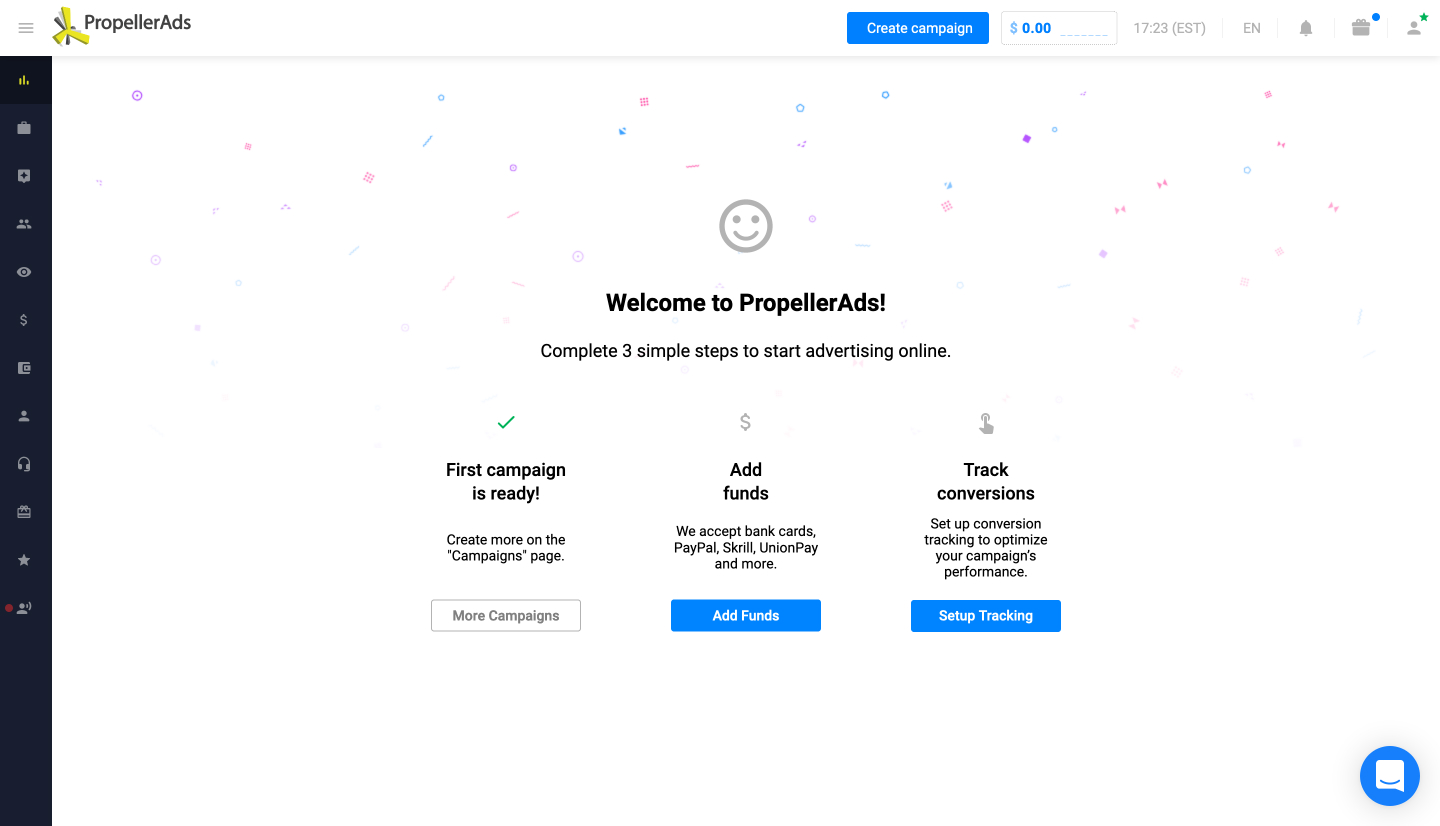 PropellerAds
Create campaign
$ 0.00
17:23 (EST)
EN
Welcome to PropellerAds!
Complete 3 simple steps to start advertising online.
First campaign
is ready!
Create more on the
"Campaigns" page.
More Campaigns
$
Add
funds
We accept bank cards,
PayPal, Skrill, UnionPay
and more.
Add Funds
Track
conversions
Set up conversion
tracking to optimize
your campaign’s
performance.
Setup Tracking